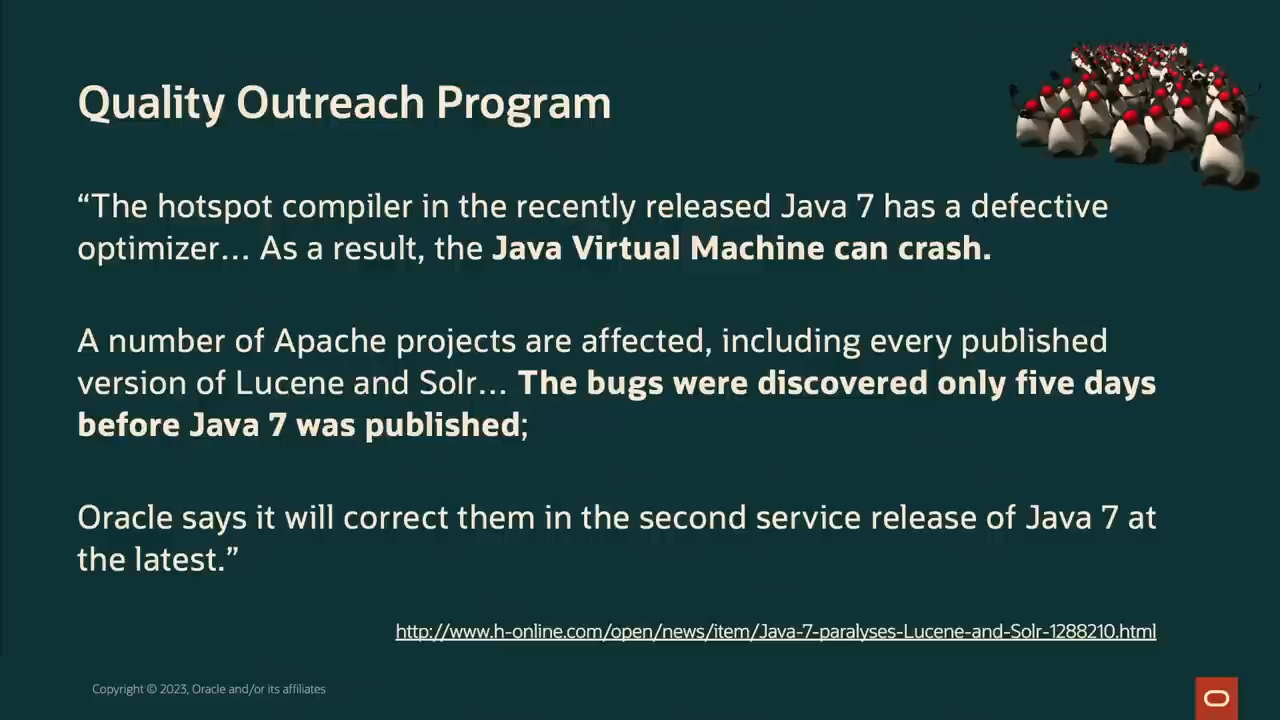 Quality Outreach Program
“The hotspot compiler in the recently released Java 7 has a defective
optimizer... As a result, the Java Virtual Machine can crash.
A number of Apache projects are affected, including every published
version of Lucene and Solr... The bugs were discovered only five days
before Java 7 was published;
Oracle says it will correct them in the second service release of Java 7 at
the latest.”
http://www.h-online.com/open/news/item/Java-7-paralyses-Lucene-and-Solr-1288210.html
Copyright © 2023, Oracle and/or its affiliates